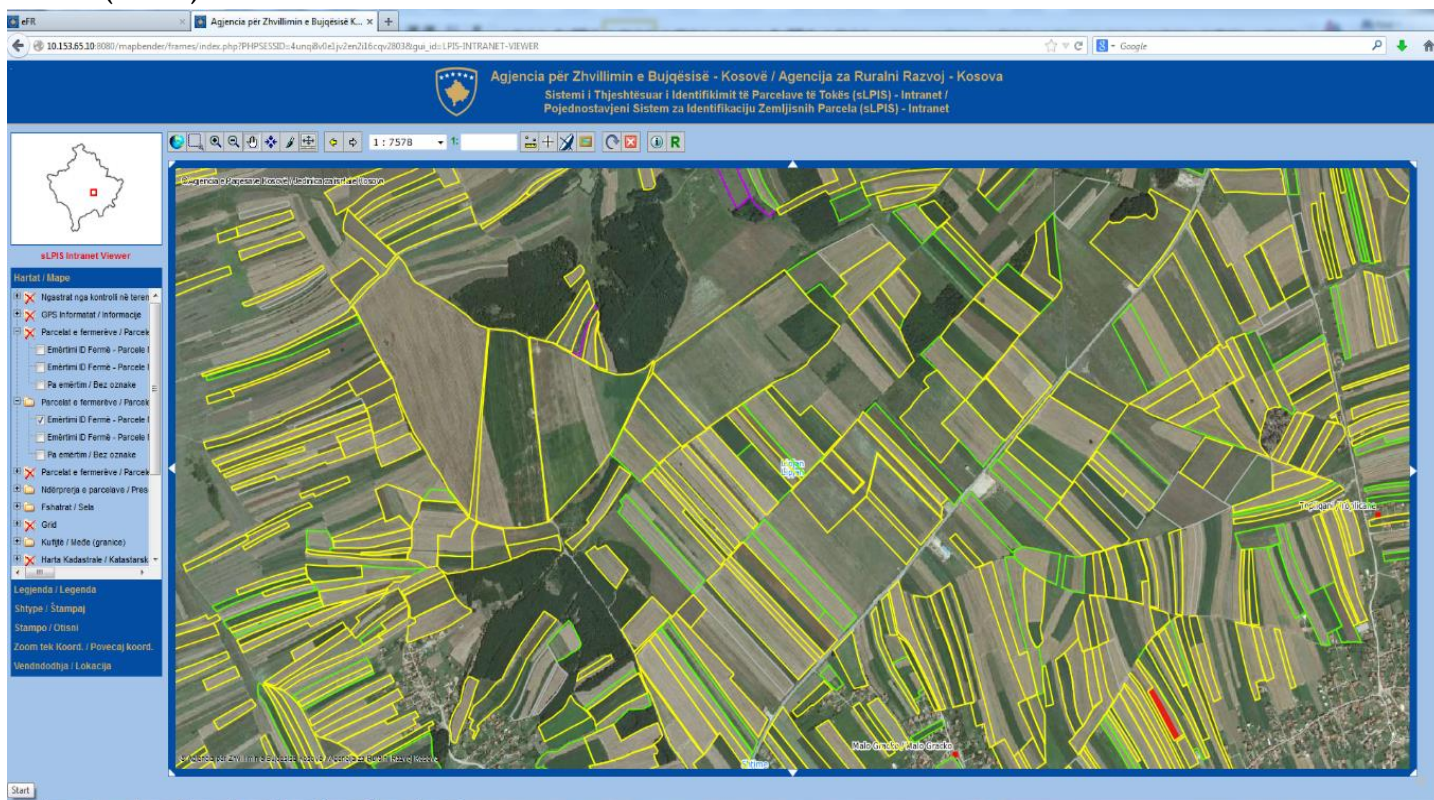 eFR
Agjencia për Zhvillimin e Bujqësisë K...
10.153.65.10:8080/mapbender/frames/index.php?PHPSESSID=4unqi8v0e1jv2en2i16cqv2803&gui_id=LPIS-INTRANET-VIEWER
Google
Agjencia për Zhvillimin e Bujqësisë - Kosovë / Agencija za Ruralni Razvoj - Kosova
Sistemi i Thjeshtësuar i Identifikimit të Parcelave të Tokës (sLPIS) - Intranet /
Pojednostavjeni Sistem za Identifikaciju Zemljisnih Parcela (sLPIS) - Intranet
1 : 7578
1:
R
sLPIS Intranet Viewer
Hartat / Mape
Ngastrat nga kontrolli në teren
GPS Informatat / Informacije
Parcelat e fermerëve / Parcele
Emërtimi ID Fermë - Parcele
Emërtimi ID Fermë - Parcele
Pa emërtim / Bez oznake
Parcelat e fermerëve / Parcele
Emërtimi ID Fermë - Parcele
Emërtimi ID Fermë - Parcele
Pa emërtim / Bez oznake
Parcelat e fermerëve / Parcele
Ndërprerja e parcelave / Pres
Fshatrat / Sela
Grid
Kufijtë / Međe (granice)
Harta Kadastrale / Katastarsk
Legjenda / Legenda
Shtype / Štampaj
Stampo / Otisni
Zoom tek Koord. / Povecaj koord.
Vendndodhja / Lokacija
Malo Gracko / Malo Gracko
Start